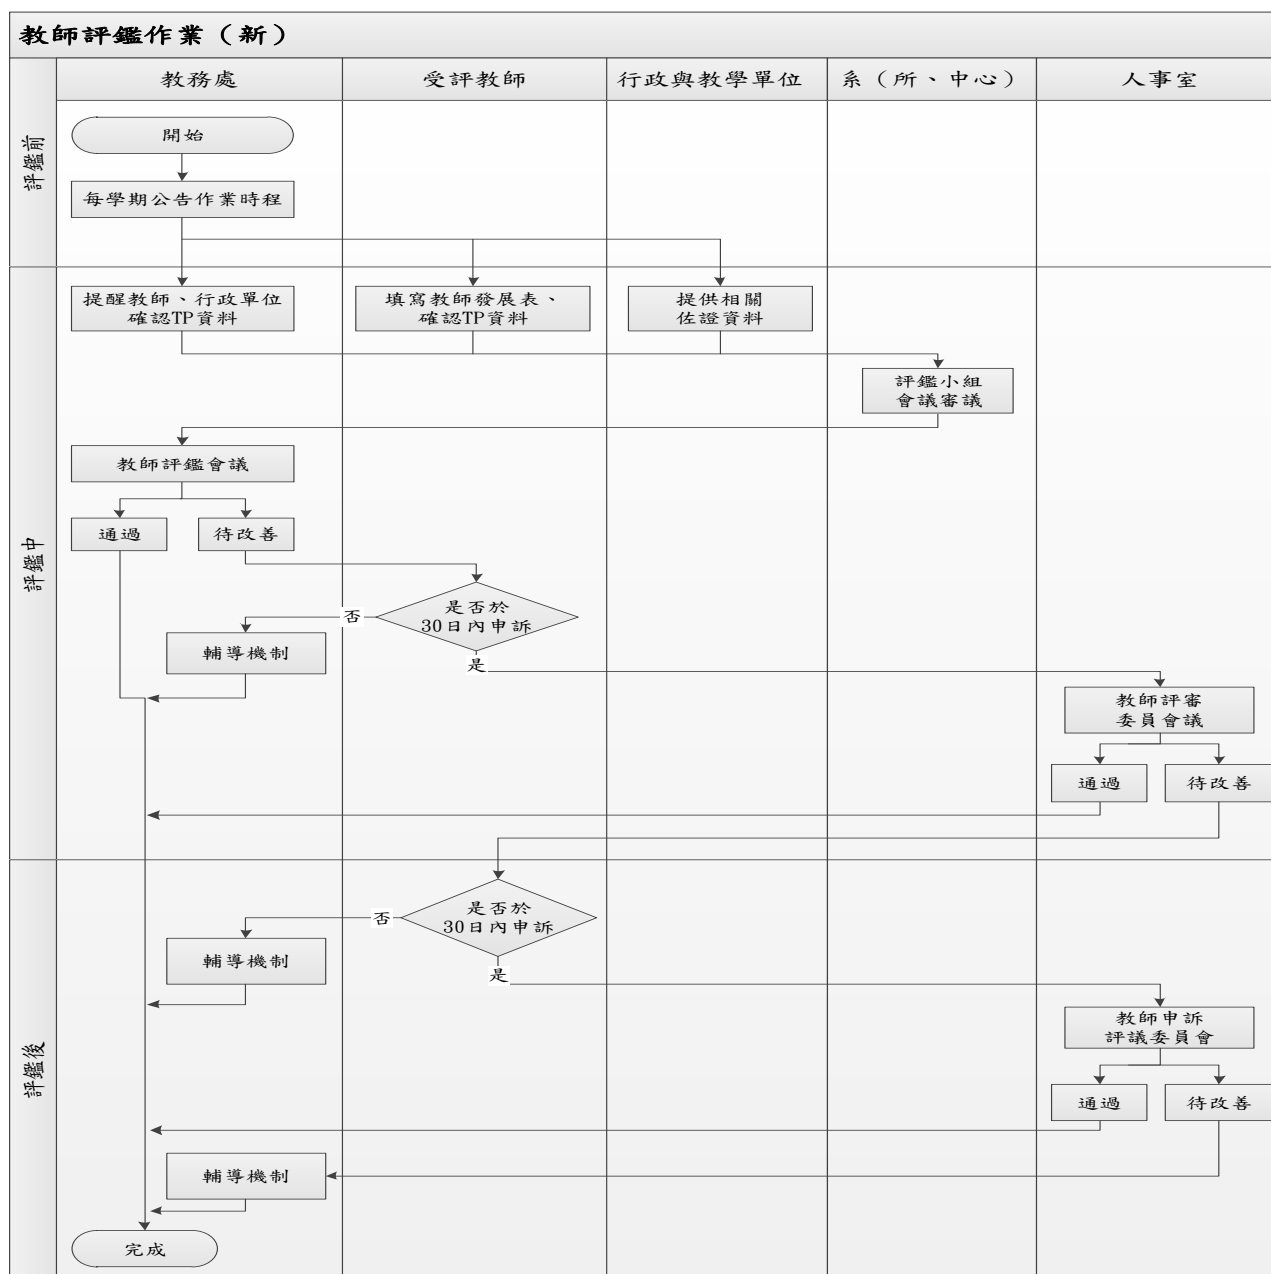 教師評鑑作業（新）
教務處
受評教師
行政與教學單位
系（所、中心）
人事室
評鑑前
開始
每學期公告作業時程
評鑑中
提醒教師、行政單位
確認TP資料
填寫教師發展表、
確認TP資料
提供相關
佐證資料
評鑑小組
會議審議
教師評鑑會議
通過
待改善
是否於
30日內申訴
否
是
輔導機制
教師評審
委員會議
通過
待改善
評鑑後
是否於
30日內申訴
否
是
輔導機制
教師申訴
評議委員會
通過
待改善
輔導機制
完成